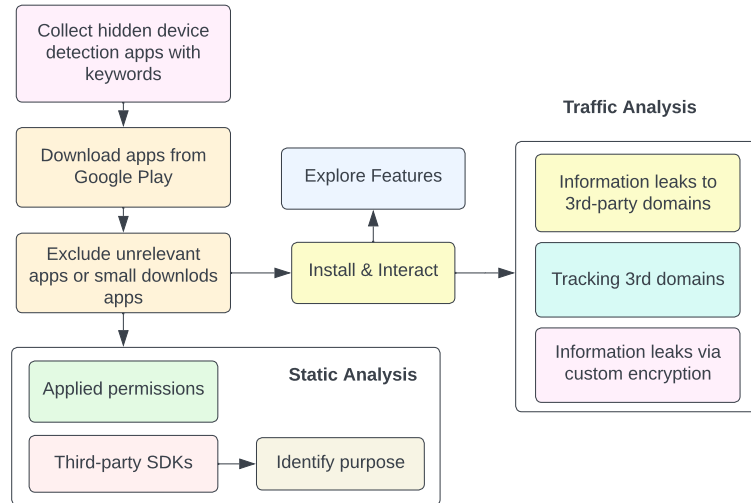 Collect hidden device
detection apps with
keywords
Download apps from
Google Play
Exclude unrelevant
apps or small downlods
apps
Explore Features
Install & Interact
Traffic Analysis
Information leaks to
3rd-party domains
Tracking 3rd domains
Information leaks via
custom encryption
Static Analysis
Applied permissions
Third-party SDKs
Identify purpose